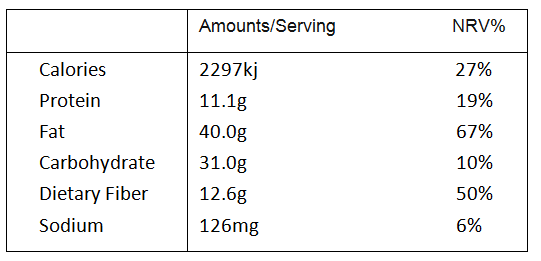 Amounts/Serving NRV%
Calories 2297kj 27%
Protein 11.1g 19%
Fat 40.0g 67%
Carbohydrate 31.0g 10%
Dietary Fiber 12.6g 50%
Sodium 126mg 6%